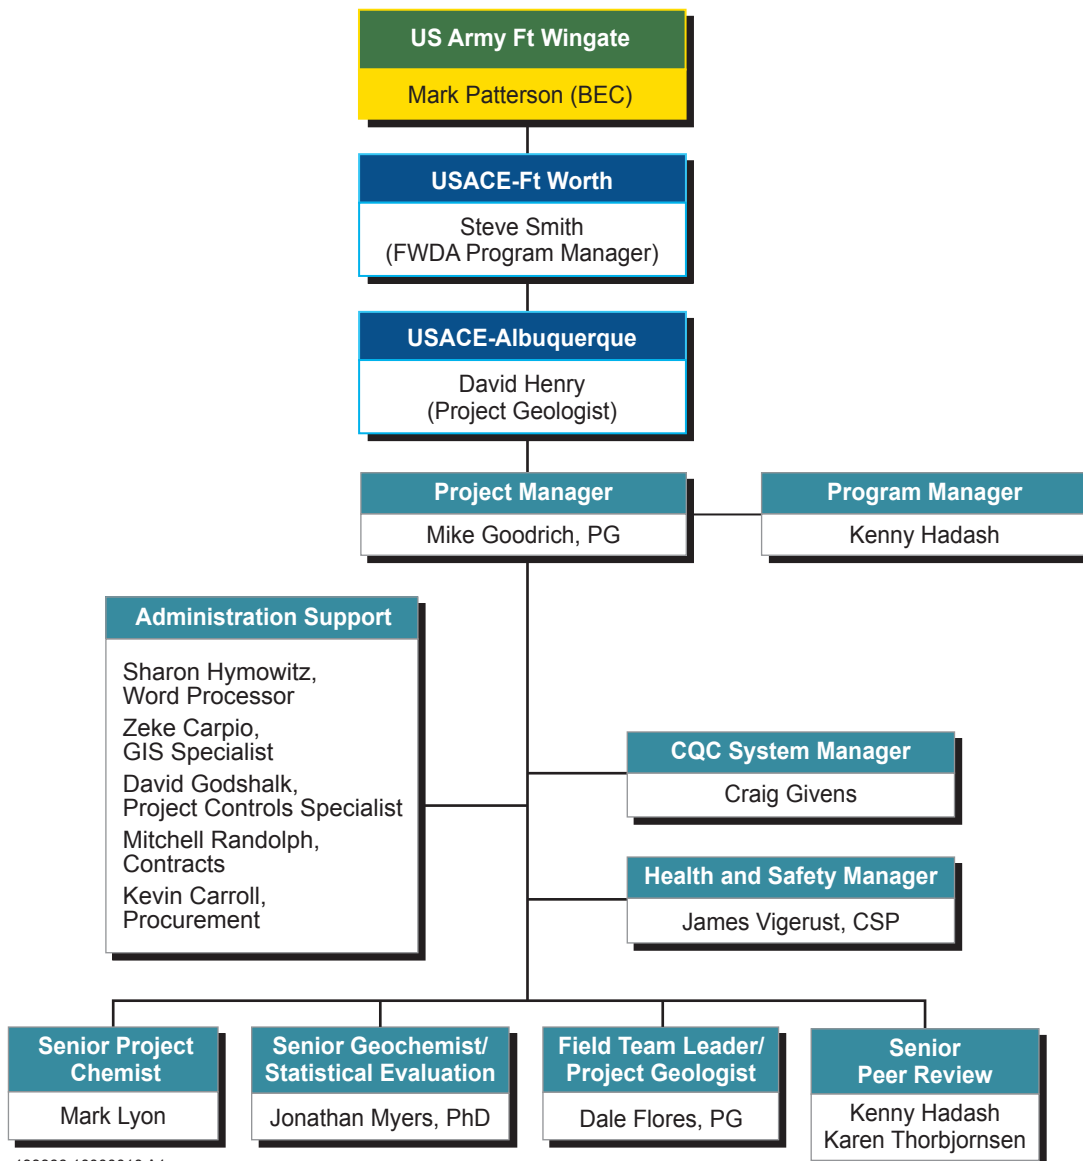 US Army Ft Wingate
Mark Patterson (BEC)
USACE-Ft Worth
Steve Smith
(FWDA Program Manager)
USACE-Albuquerque
David Henry
(Project Geologist)
Project Manager
Mike Goodrich, PG
Program Manager
Kenny Hadash
Administration Support
Sharon Hymowitz,
Word Processor
Zeke Carpio,
GIS Specialist
David Godshalk,
Project Controls Specialist
Mitchell Randolph,
Contracts
Kevin Carroll,
Procurement
CQC System Manager
Craig Givens
Health and Safety Manager
James Vigerust, CSP
Senior Project
Chemist
Mark Lyon
Senior Geochemist/
Statistical Evaluation
Jonathan Myers, PhD
Field Team Leader/
Project Geologist
Dale Flores, PG
Senior
Peer Review
Kenny Hadash
Karen Thorbjornsen